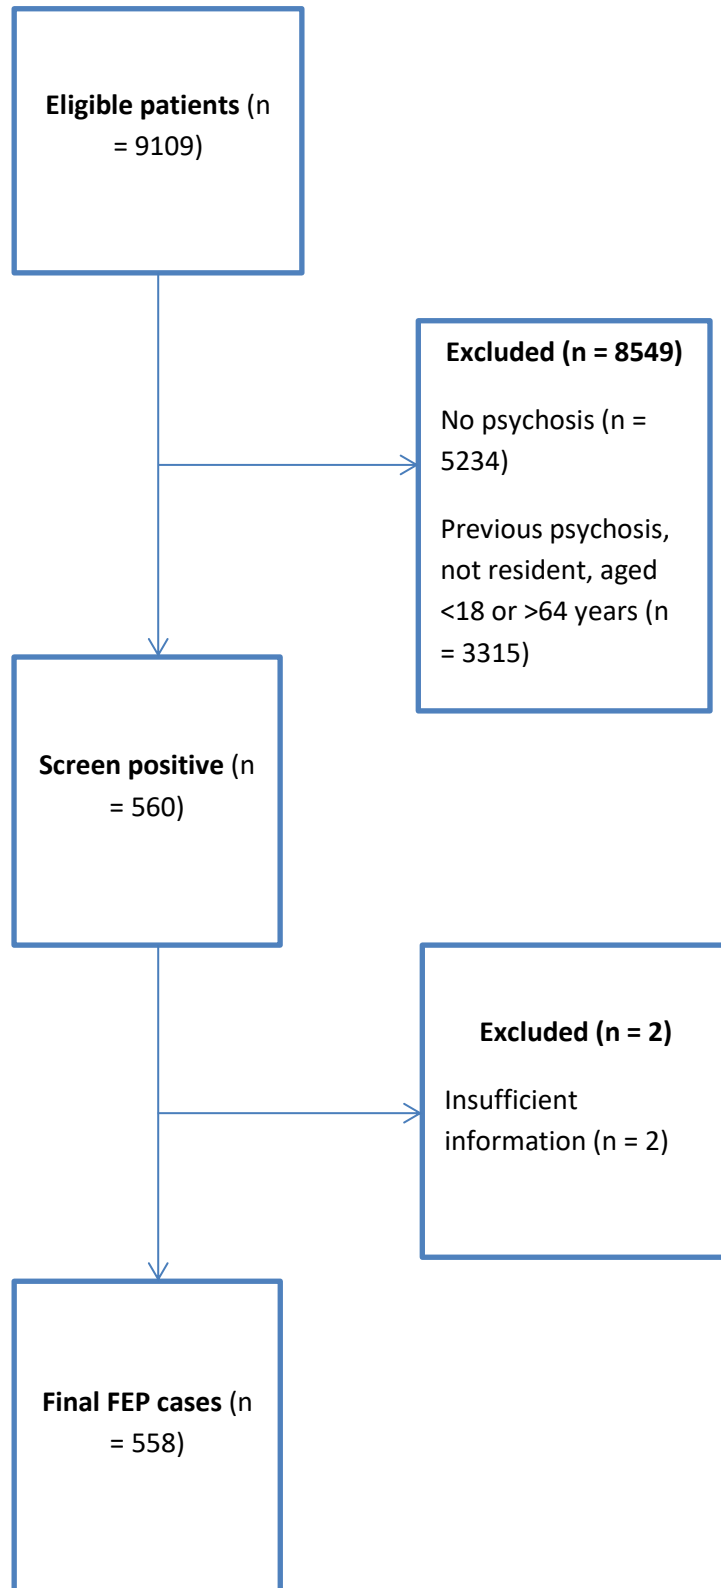 Eligible patients (n
= 9109)
Excluded (n = 8549)
No psychosis (n =
5234)
Previous psychosis,
not resident, aged
<18 or >64 years (n
= 3315)
Screen positive (n
= 560)
Excluded (n = 2)
Insufficient
information (n = 2)
Final FEP cases (n
= 558)